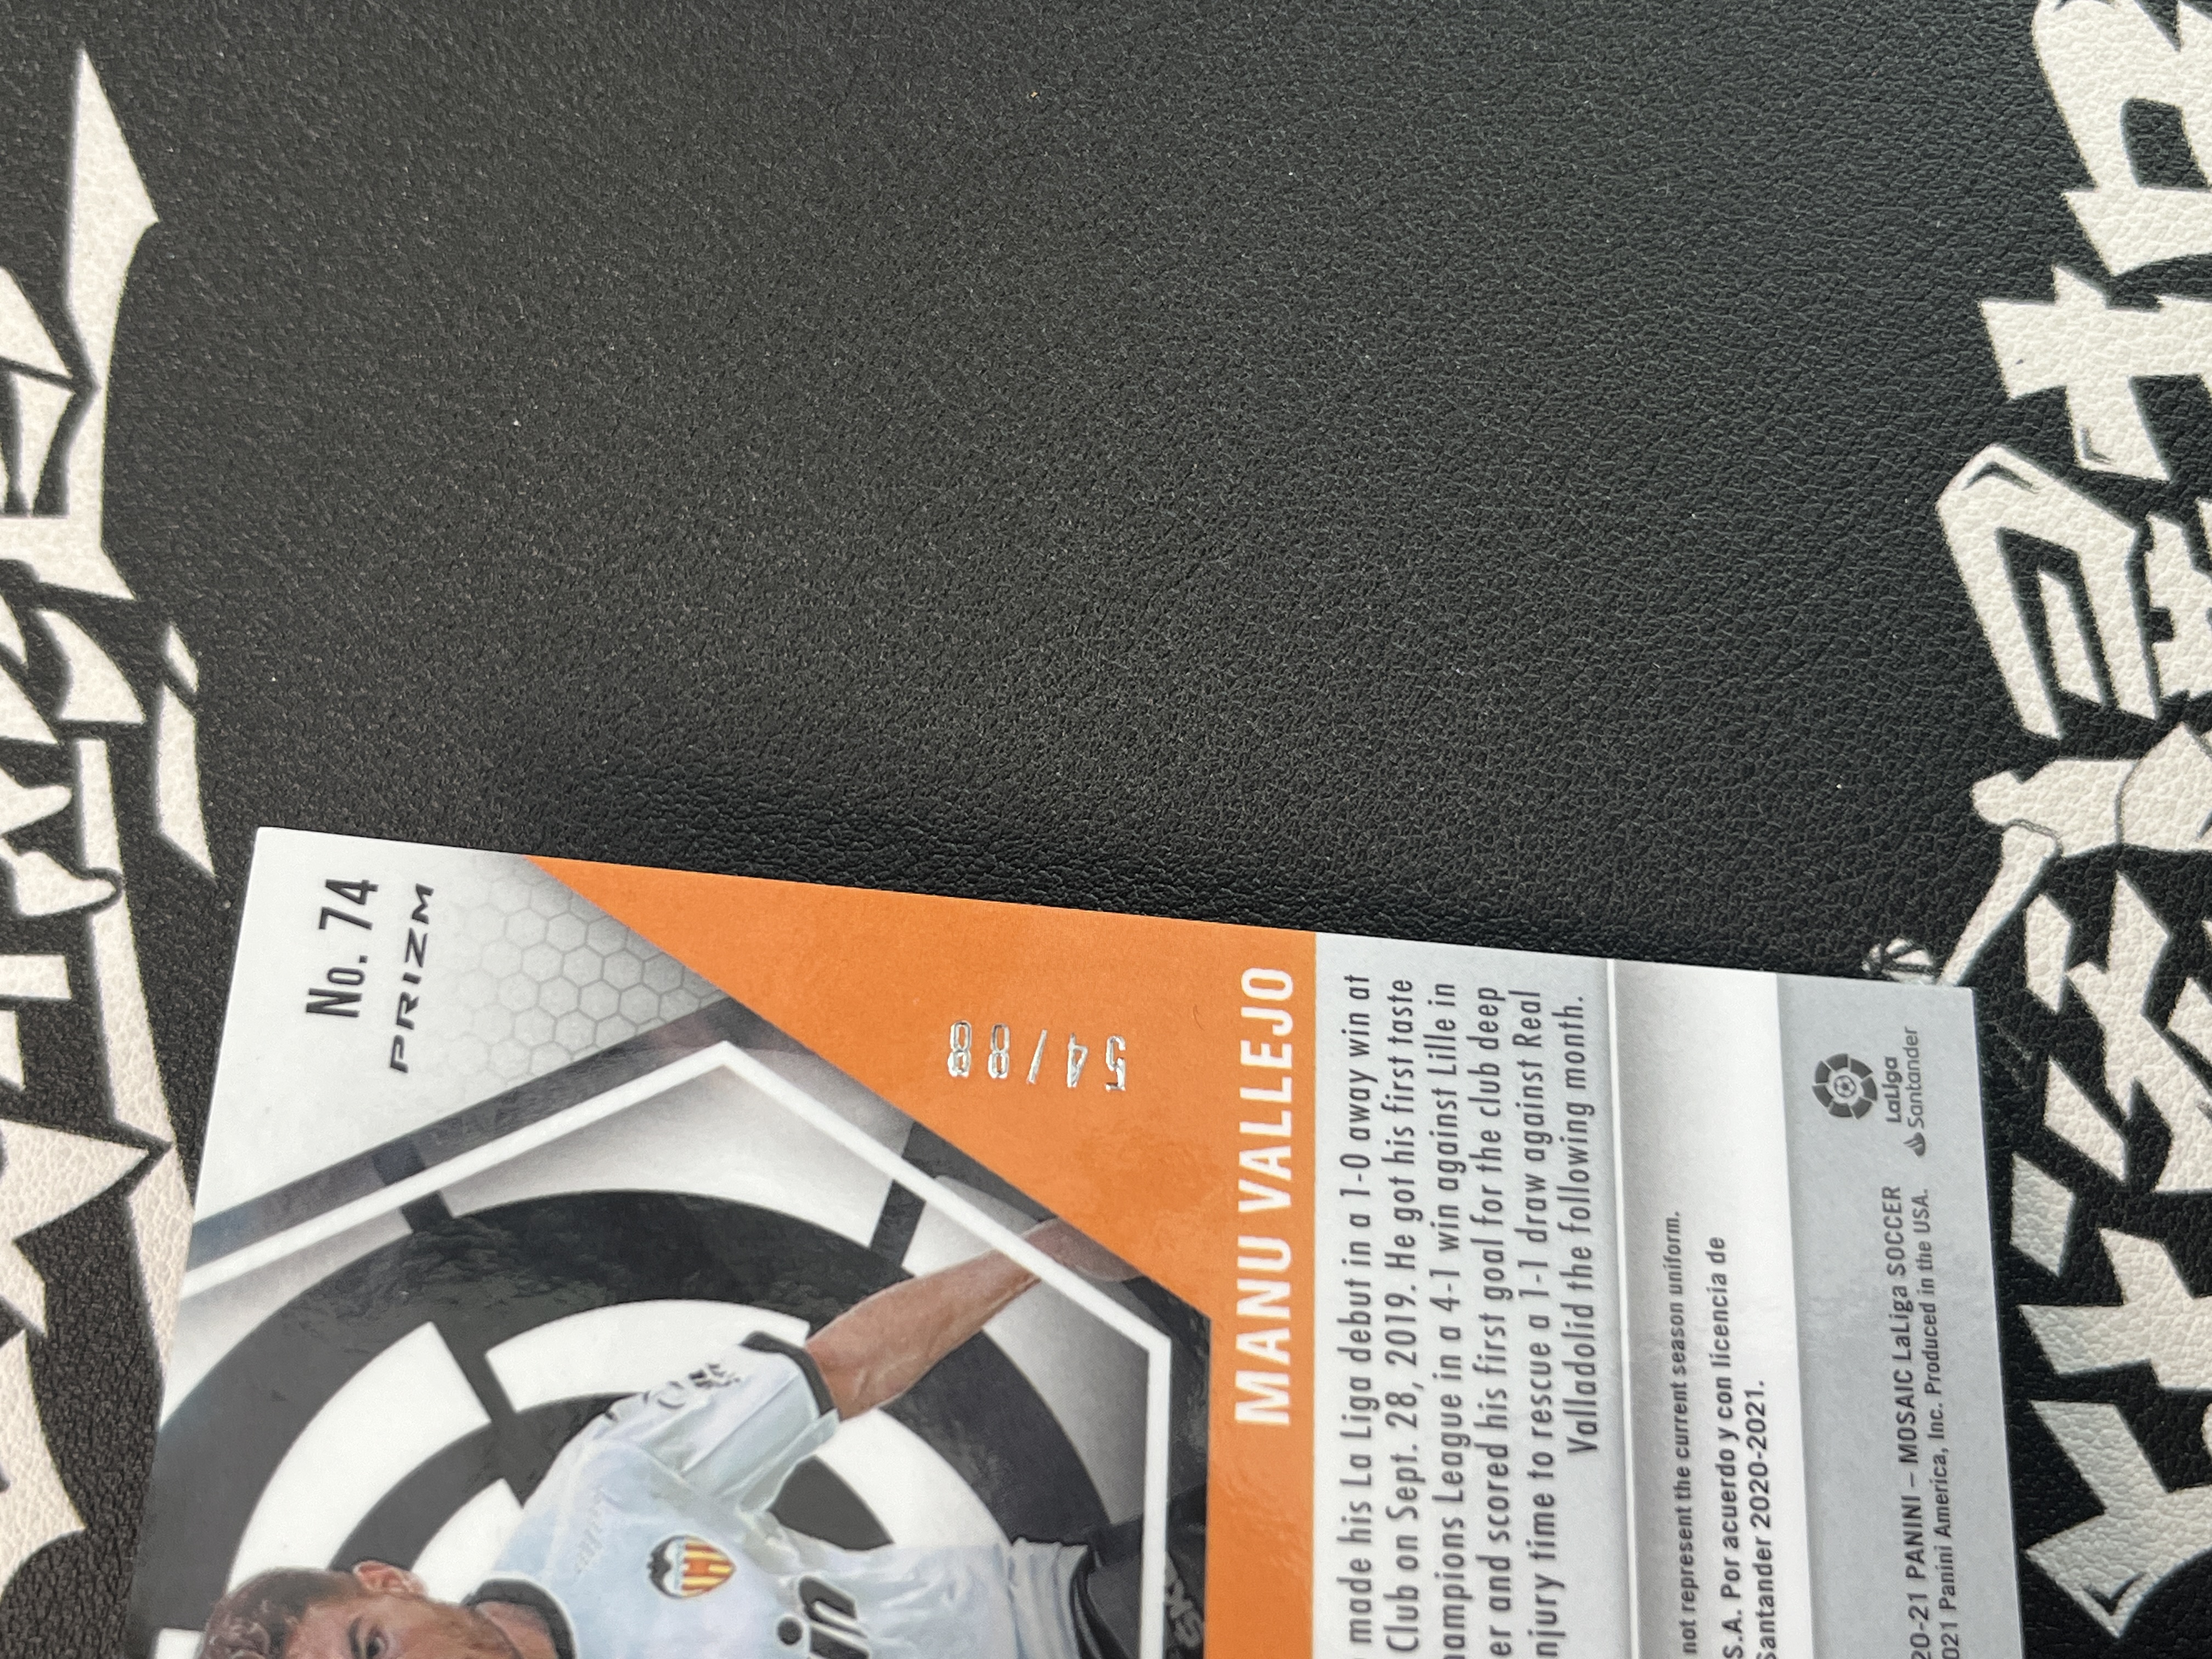 No. 74
PRIZM
54/88
MANU VALLEJO
made his La Liga debut in a 1-0 away win at
Club on Sept. 28, 2019. He got his first taste
hampions League in a 4-1 win against Lille in
er and scored his first goal for the club deep
njury time to rescue a 1-1 draw against Real
Valladolid the following month.
not represent the current season uniform.
S.A. Por acuerdo y con licencia de
Santander 2020-2021.
LaLiga
Santander
20-21 PANINI – MOSAIC LaLiga SOCCER
021 Panini America, Inc. Produced in the USA.